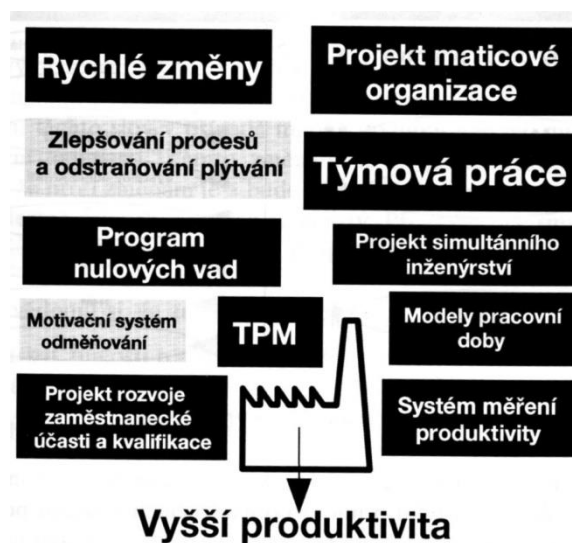 Rychlé změny
Projekt maticové
organizace
Zlepšování procesů
a odstraňování plýtvání
Týmová práce
Program
nulových vad
Projekt simultánního
inženýrství
Motivační systém
odměňování
TPM
Modely pracovní
doby
Projekt rozvoje
zaměstnanecké
účasti a kvalifikace
Systém měření
produktivity
Vyšší produktivita